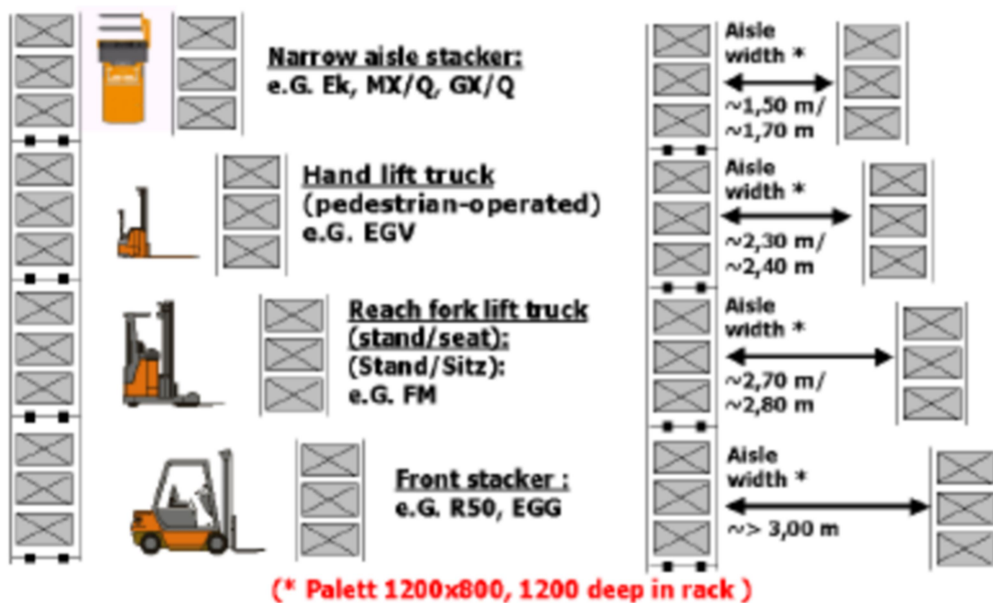 Narrow aisle stacker:
e.G. Ek, MX/Q, GX/Q
Hand lift truck
(pedestrian-operated)
e.G. EGV
Reach fork lift truck
(stand/seat):
(Stand/Sitz):
e.G. FM
Front stacker :
e.G. R50, EGG
Aisle
width *
~1,50 m/
~1,70 m
Aisle
width *
~2,30 m/
~2,40 m
Aisle
width *
~2,70 m/
~2,80 m
Aisle
width *
~> 3,00 m
(* Palett 1200x800, 1200 deep in rack )